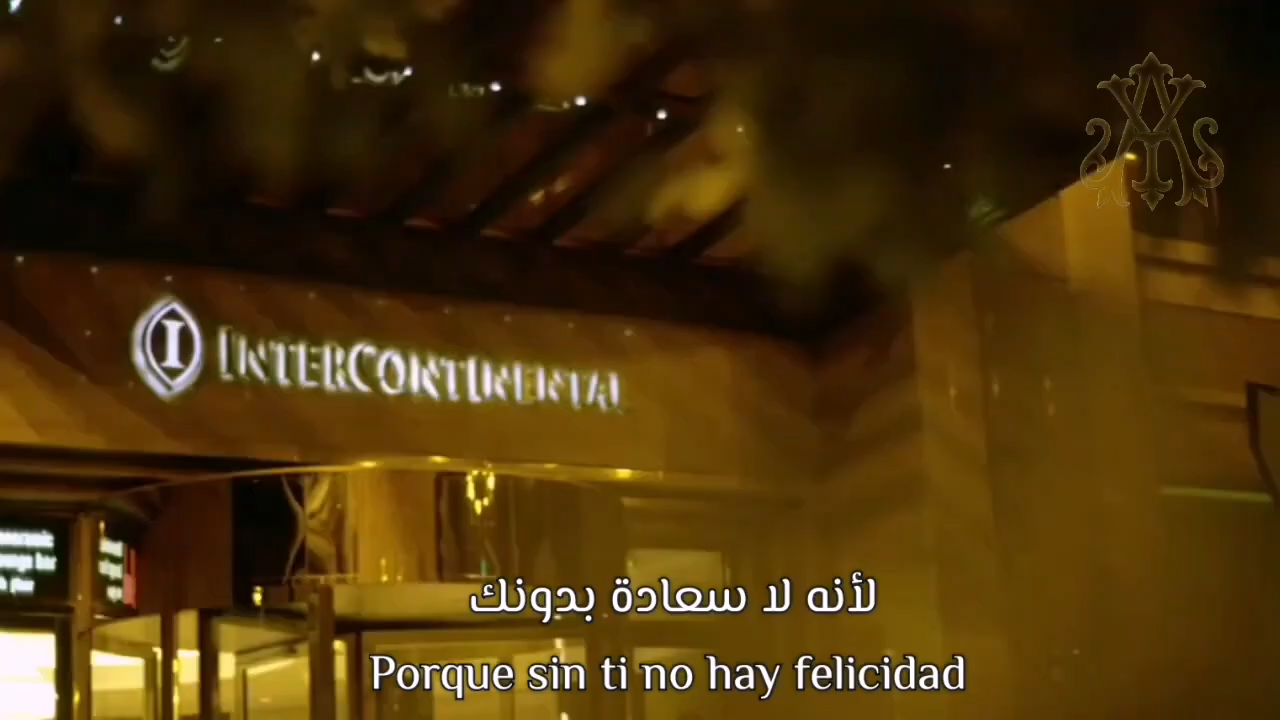 INTERCONTINENTAL
لأنه لا سعادة بدونك
Porque sin ti no hay felicidad